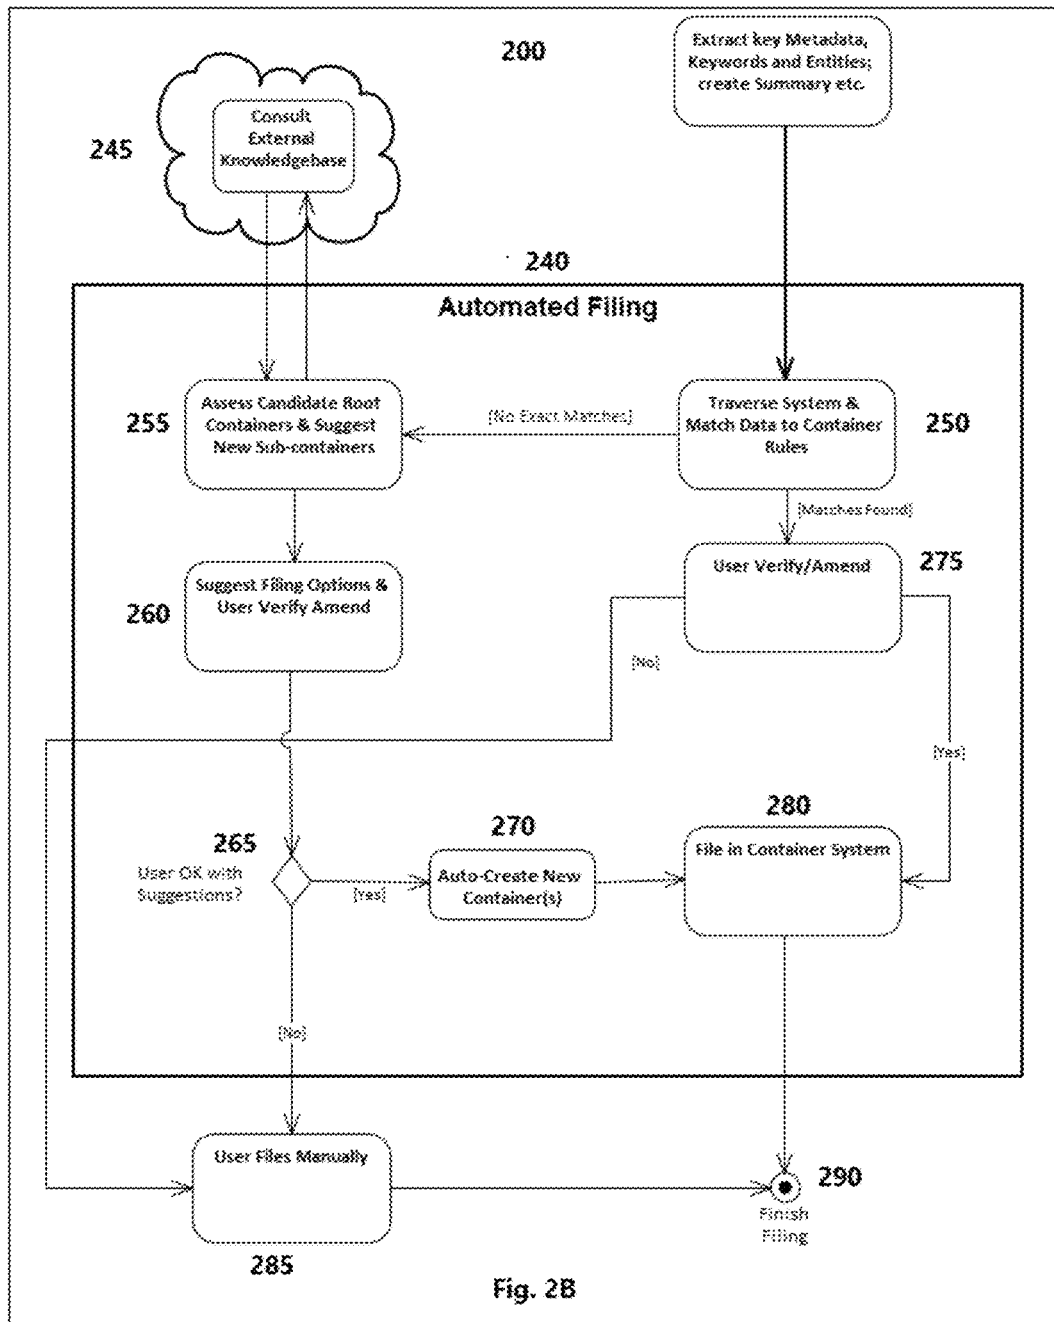 200
Extract key Metadata,
Keywords and Entities;
create Summary etc.
245
Consult
External
Knowledgebase
240
Automated Filing
255
Assess Candidate Root
Containers & Suggest
New Sub-containers
[No Exact Matches]
Traverse System &
Match Data to Container
Rules
250
[Matches Found]
260
Suggest Filing Options &
User Verify Amend
User Verify/Amend
275
[No]
[Yes]
265
User OK with
Suggestions?
[Yes]
270
Auto-Create New
Container(s)
280
File in Container System
[No]
User Files Manually
285
290
Finish
Filing
Fig. 2B